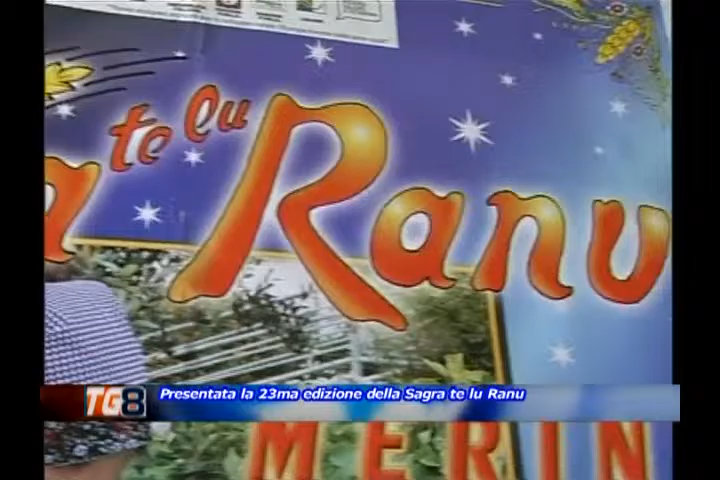 a te lu Ranu
TG8 Presentata la 23ma edizione della Sagra te lu Ranu
MERIN